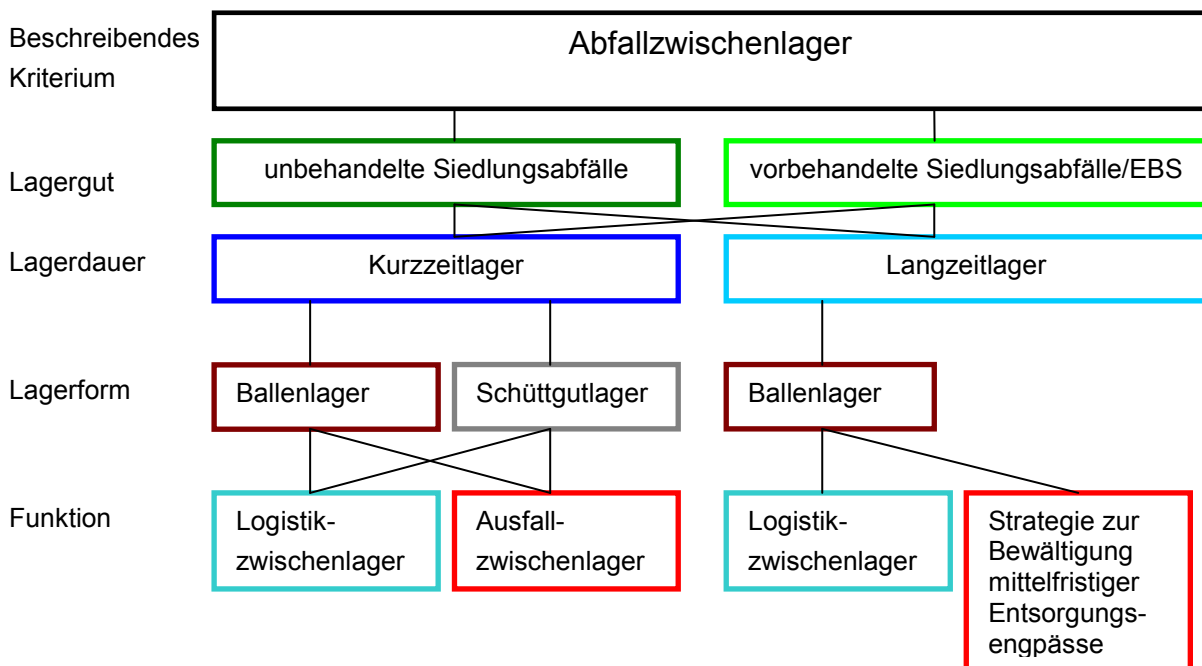 Beschreibendes
Kriterium
Abfallzwischenlager
Lagergut
unbehandelte Siedlungsabfälle
vorbehandelte Siedlungsabfälle/EBS
Lagerdauer
Kurzzeitlager
Langzeitlager
Lagerform
Ballenlager
Schüttgutlager
Ballenlager
Funktion
Logistik-
zwischenlager
Ausfall-
zwischenlager
Logistik-
zwischenlager
Strategie zur
Bewältigung
mittelfristiger
Entsorgungs-
engpässe